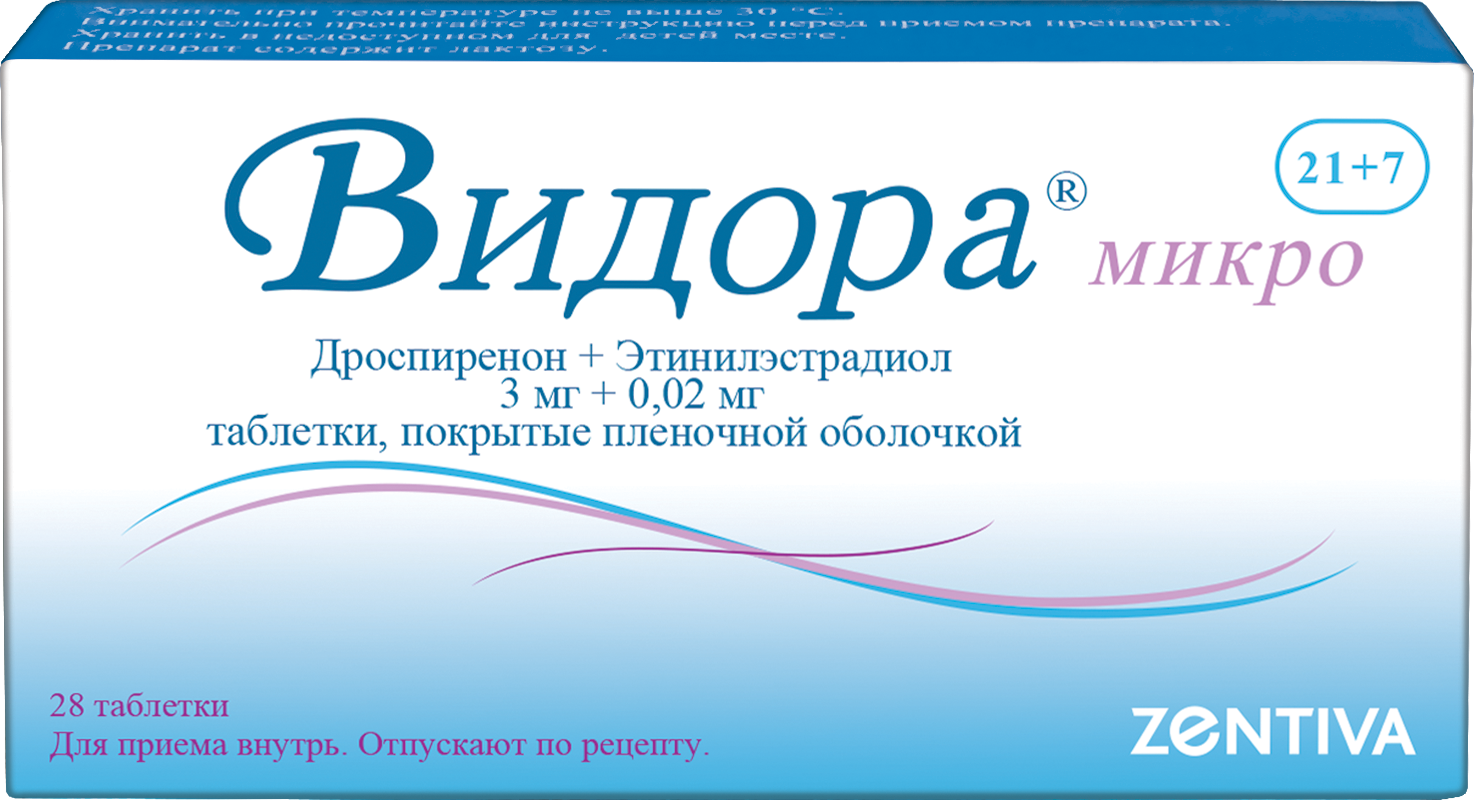 Хранить при температуре не выше 30 °C.
Внимательно прочитайте инструкцию перед приемом препарата.
Хранить в недоступном для детей месте.
Препарат содержит лактозу.
21+7
Видора®
микро
Дроспиренон + Этинилэстрадиол
3 мг + 0,02 мг
таблетки, покрытые пленочной оболочкой
28 таблетки
Для приема внутрь. Отпускают по рецепту.
ZENTIVA